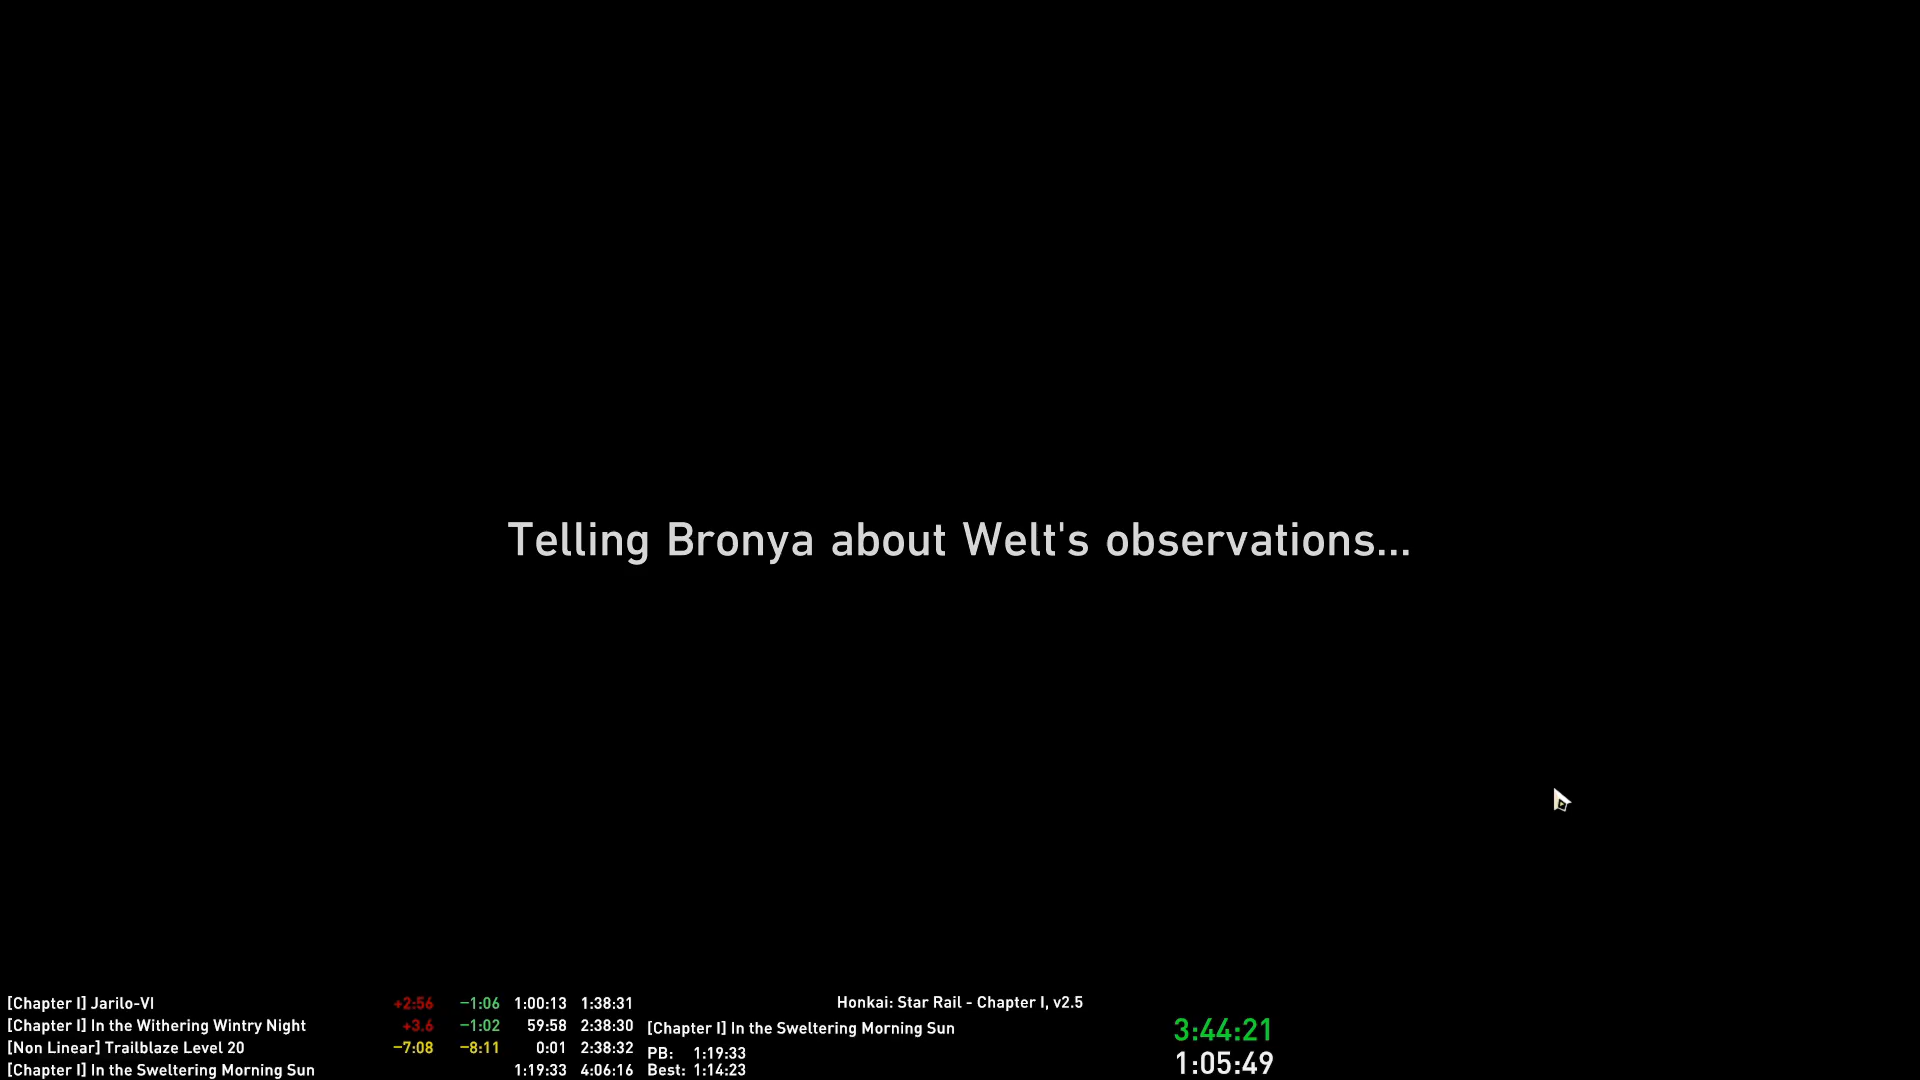 Telling Bronya about Welt's observations...
[Chapter I] Jarilo-VI +2:56 −1:06 1:00:13 1:38:31
Honkai: Star Rail - Chapter I, v2.5
[Chapter I] In the Withering Wintry Night +3.6 −1:02 59:58 2:38:30
[Chapter I] In the Sweltering Morning Sun
3:44:21
[Non Linear] Trailblaze Level 20 −7:08 −8:11 0:01 2:38:32
PB: 1:19:33
1:05:49
[Chapter I] In the Sweltering Morning Sun 1:19:33 4:06:16
Best: 1:14:23